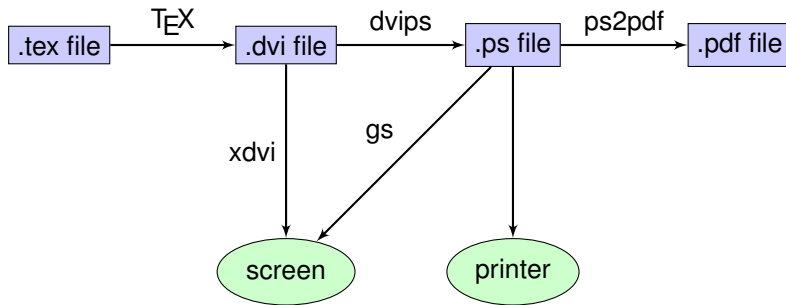 TEX
dvips
ps2pdf
.tex file
.dvi file
.ps file
.pdf file
gs
xdvi
screen
printer